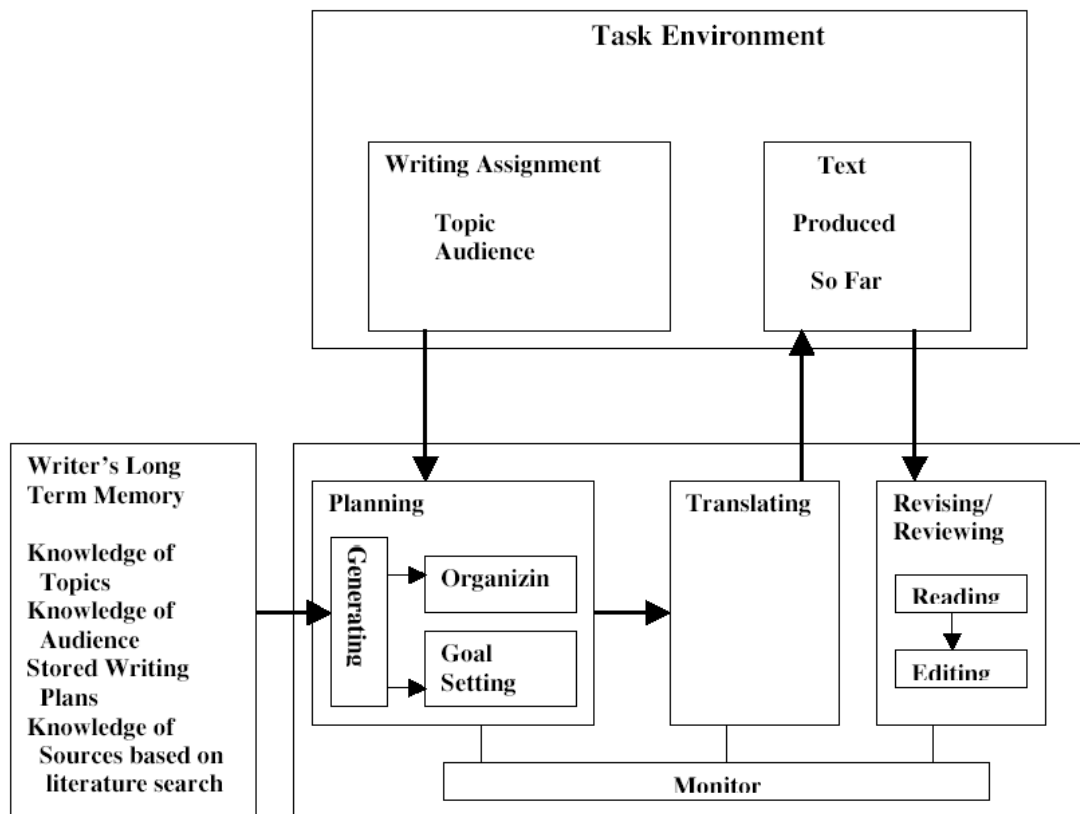 Task Environment
Writing Assignment
Topic
Audience
Text
Produced
So Far
Writer's Long
Term Memory
Knowledge of
Topics
Knowledge of
Audience
Stored Writing
Plans
Knowledge of
Sources based on
literature search
Planning
Generating
Organizin
Goal
Setting
Translating
Revising/
Reviewing
Reading
Editing
Monitor